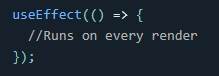 useEffect(() => {
  //Runs on every render
});